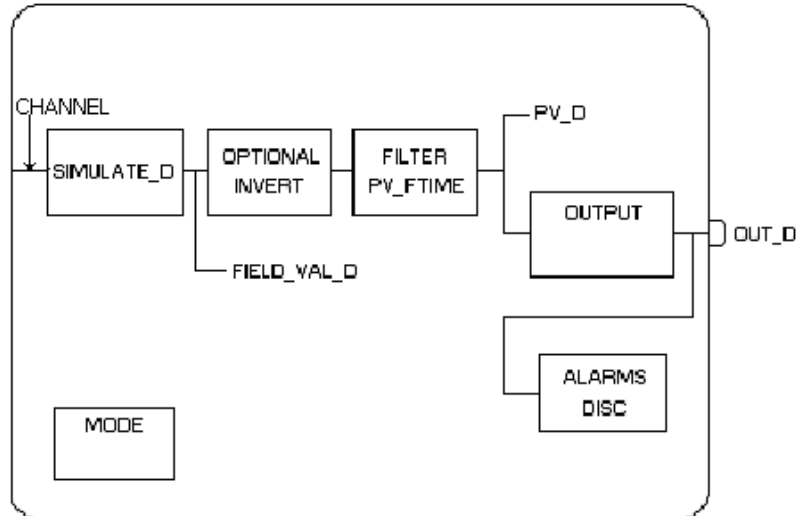 CHANNEL
SIMULATE_D
OPTIONAL
INVERT
FILTER
PV_FTIME
PV_D
OUTPUT
OUT_D
FIELD_VAL_D
ALARMS
DISC
MODE